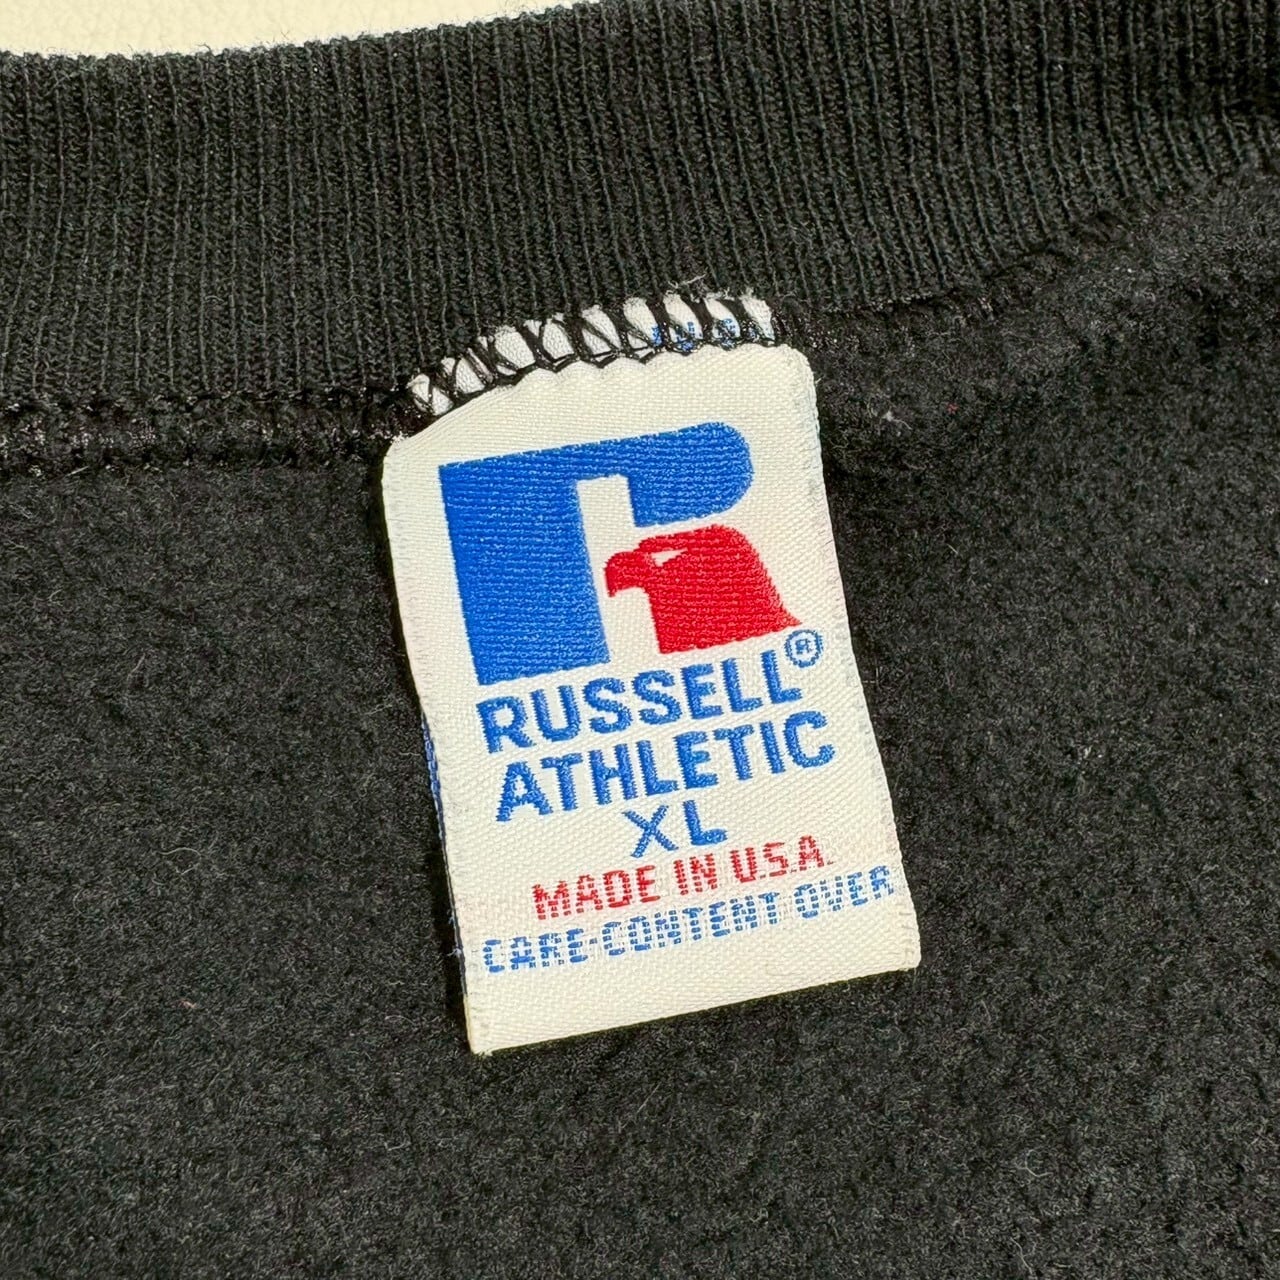 RUSSELL®
ATHLETIC
XL
MADE IN U.S.A.
CARE·CONTENT OVER